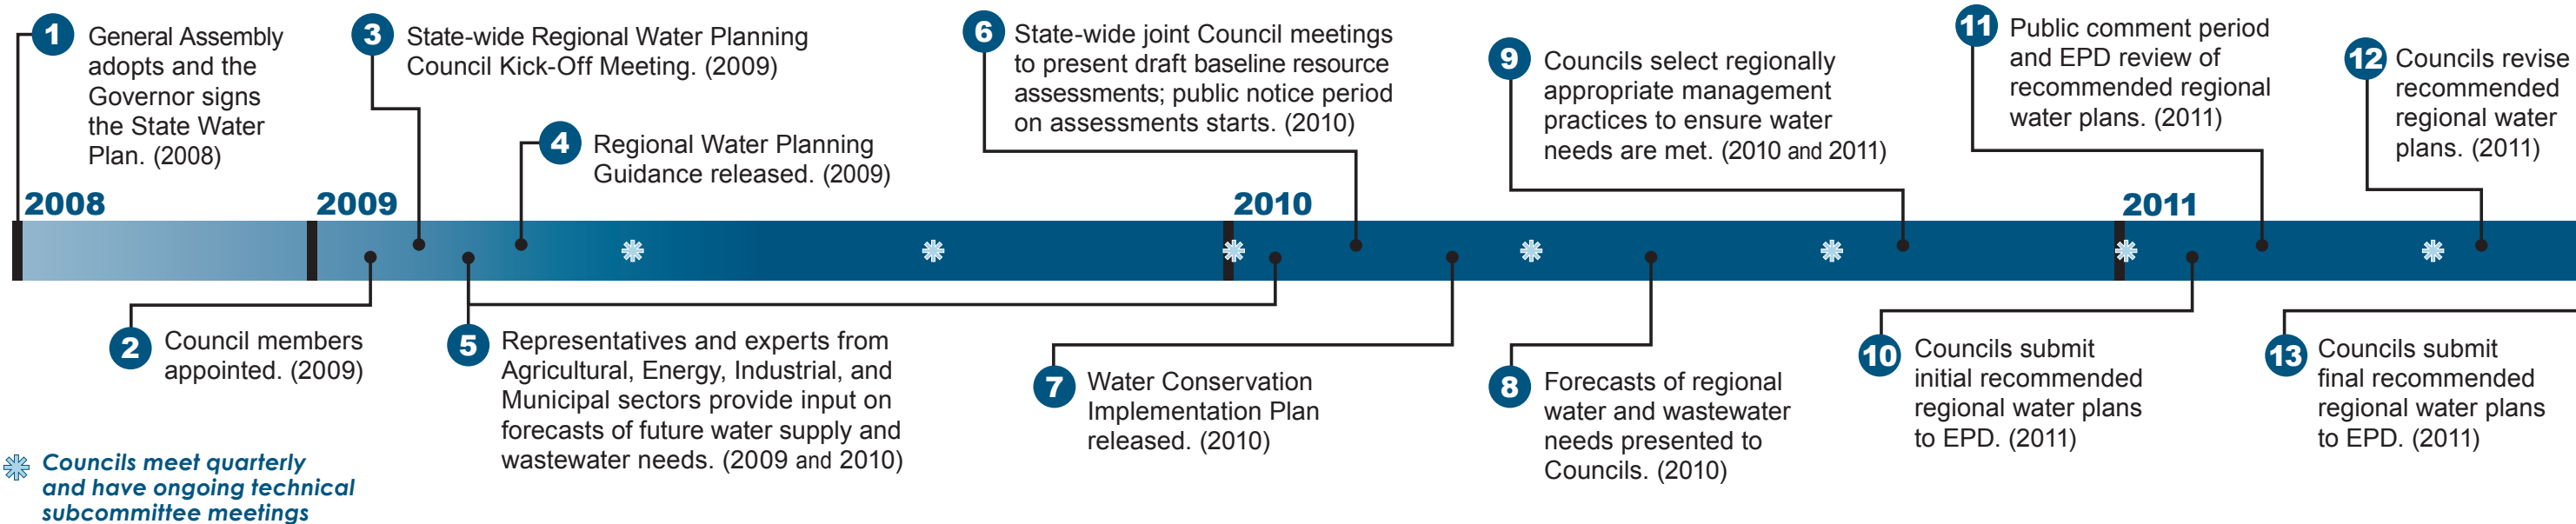 1
General Assembly
adopts and the
Governor signs
the State Water
Plan. (2008)
3
State-wide Regional Water Planning
Council Kick-Off Meeting. (2009)
4
Regional Water Planning
Guidance released. (2009)
6
State-wide joint Council meetings
to present draft baseline resource
assessments; public notice period
on assessments starts. (2010)
9
Councils select regionally
appropriate management
practices to ensure water
needs are met. (2010 and 2011)
11
Public comment period
and EPD review of
recommended regional
water plans. (2011)
12
Councils revise
recommended
regional water
plans. (2011)
2008
2009
2010
2011
2
Council members
appointed. (2009)
5
Representatives and experts from
Agricultural, Energy, Industrial, and
Municipal sectors provide input on
forecasts of future water supply and
wastewater needs. (2009 and 2010)
7
Water Conservation
Implementation Plan
released. (2010)
8
Forecasts of regional
water and wastewater
needs presented to
Councils. (2010)
10
Councils submit
initial recommended
regional water plans
to EPD. (2011)
13
Councils submit
final recommended
regional water plans
to EPD. (2011)
Councils meet quarterly
and have ongoing technical
subcommittee meetings